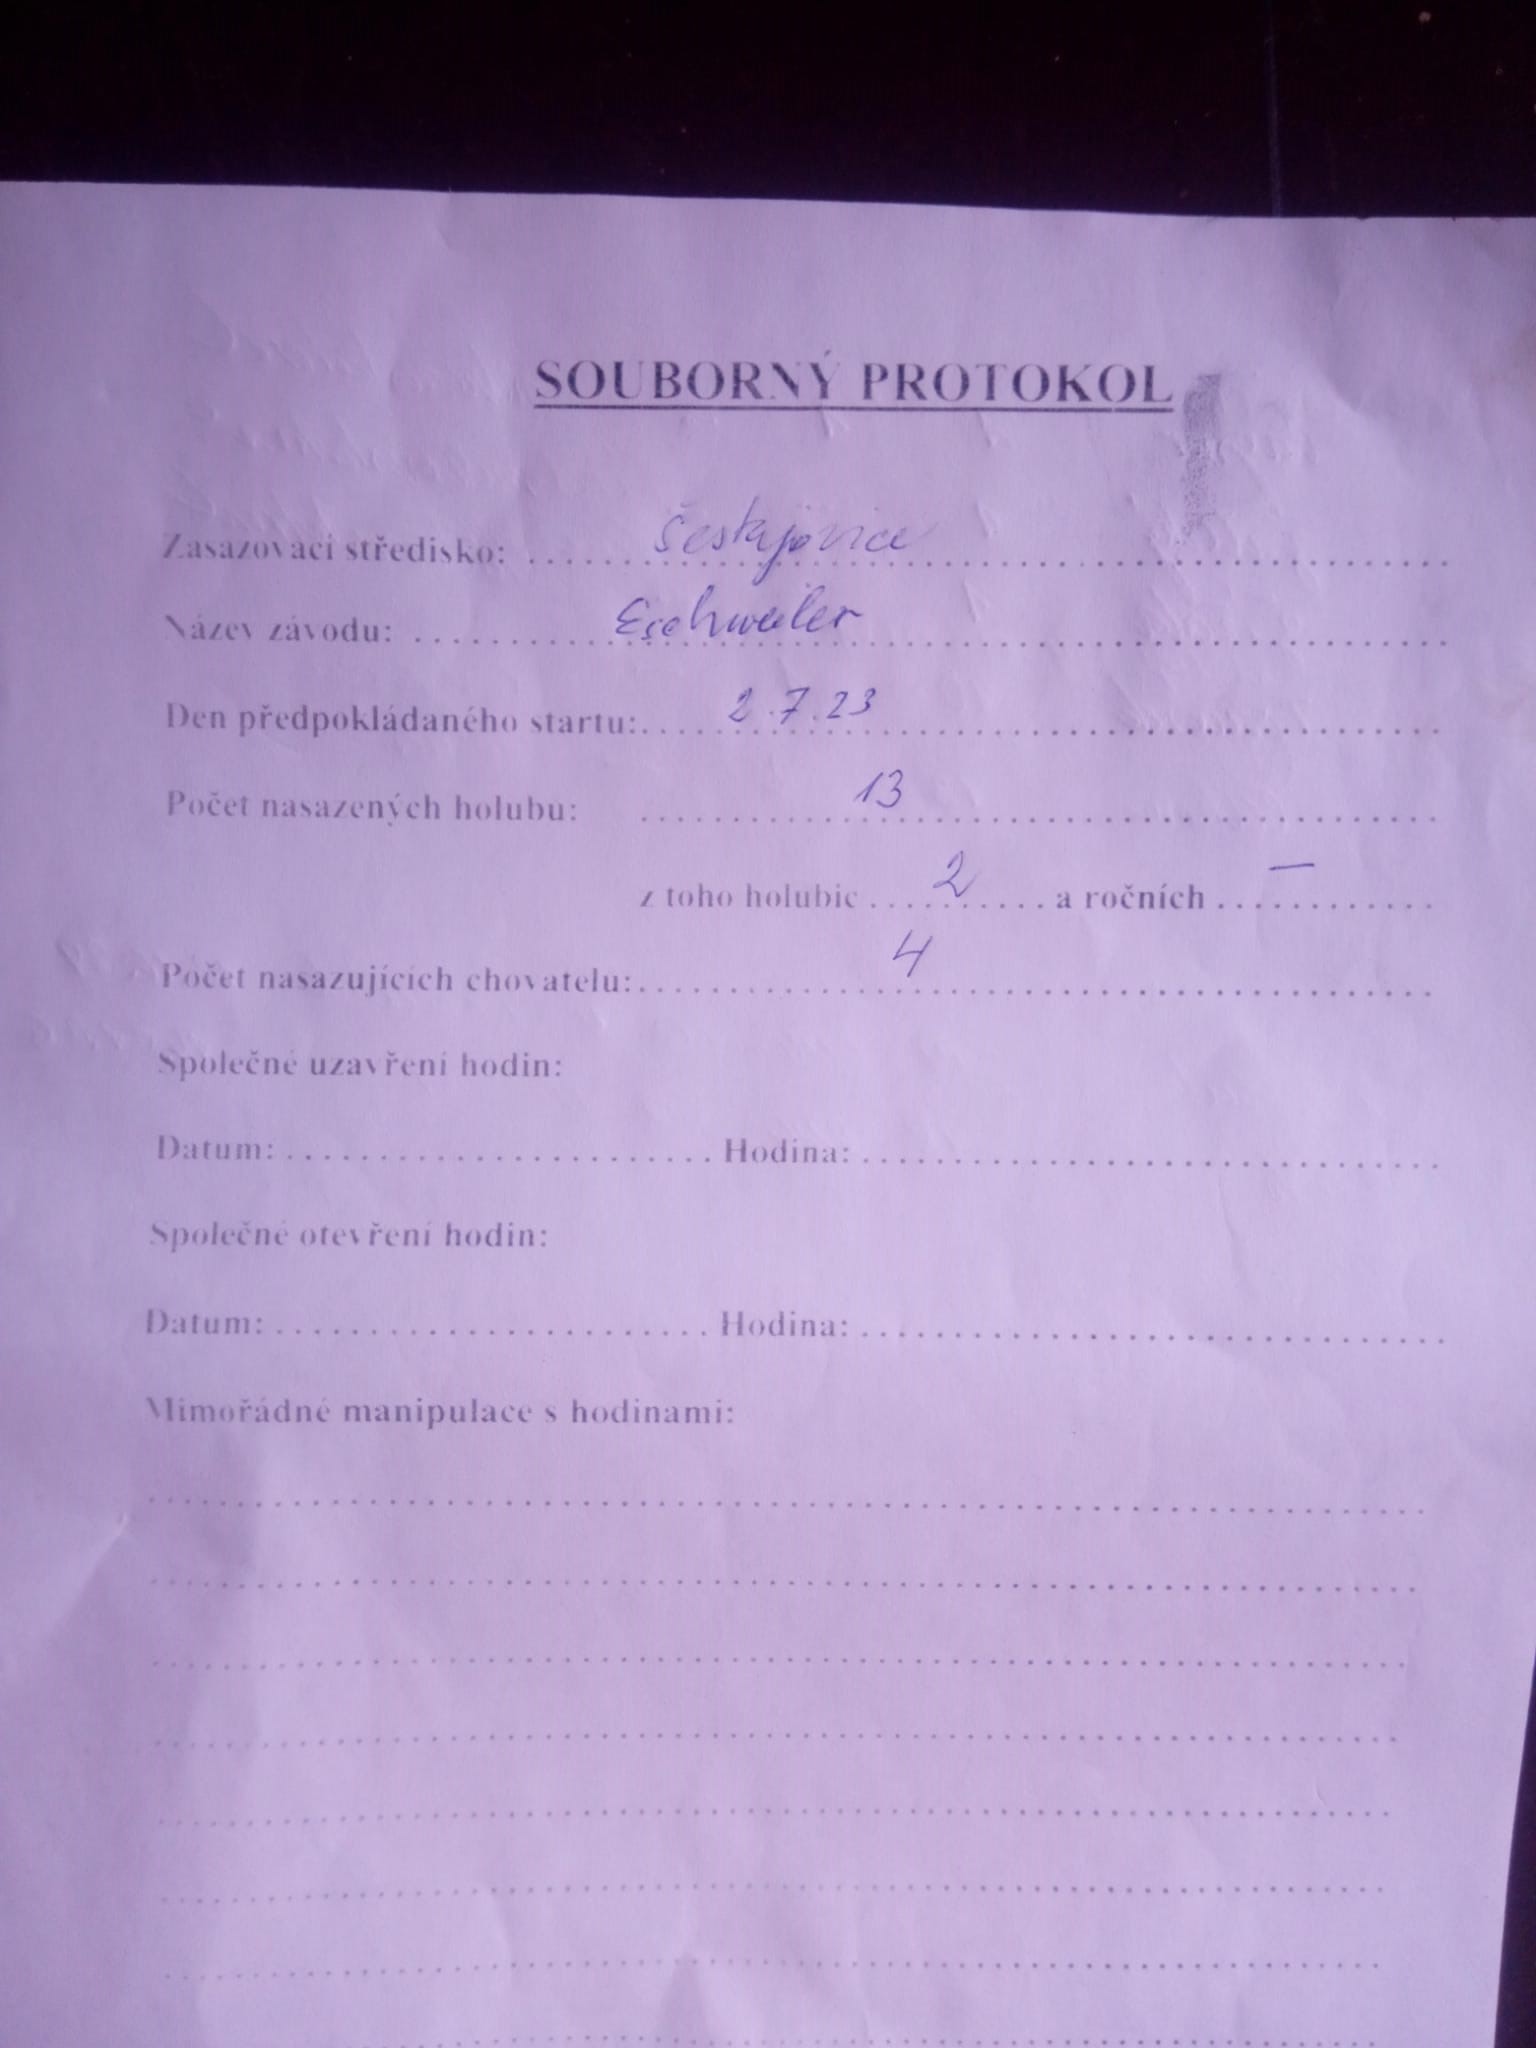 SOUBORNÝ PROTOKOL
Zasazovací středisko:
Název závodu: Eschweiler
Den předpokládaného startu: 2.7.23
Počet nasazených holubu: 13
z toho holubic 2 a ročních —
Počet nasazujících chovatelu: 4
Společné uzavření hodin:
Datum: Hodina:
Společné otevření hodin:
Datum: Hodina:
Mimořádné manipulace s hodinami: